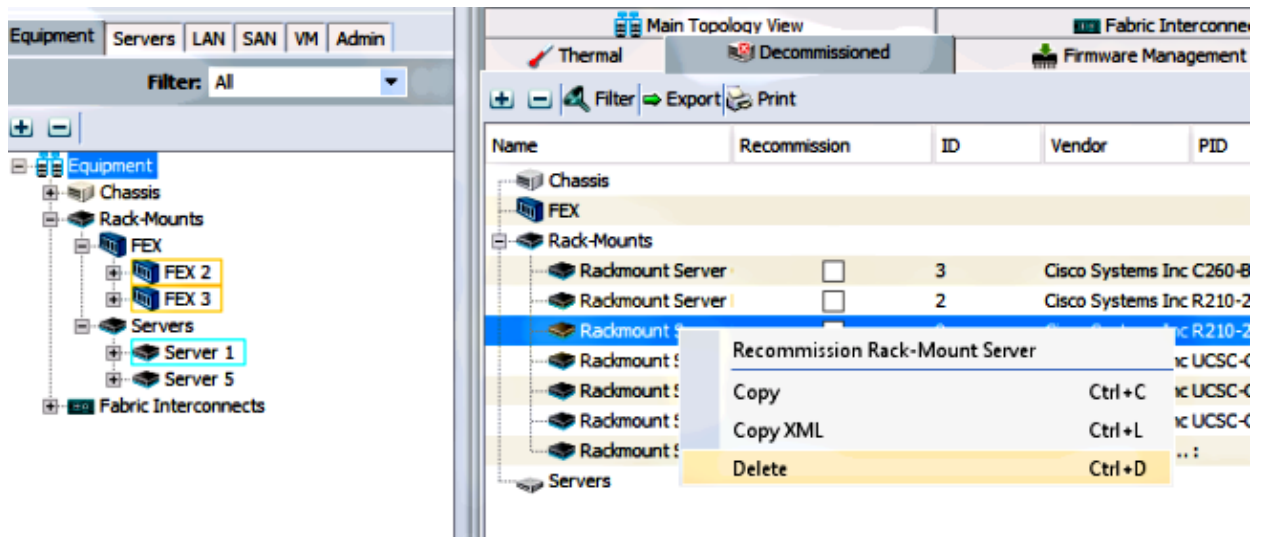 Equipment Servers LAN SAN VM Admin
Filter: All
Equipment
Chassis
Rack-Mounts
FEX
FEX 2
FEX 3
Servers
Server 1
Server 5
Fabric Interconnects
Main Topology View Fabric
Thermal Decommissioned Firmware Management
Filter Export Print
Name Recommission ID Vendor PID
Chassis
FEX
Rack-Mounts
Rackmount Server 3 Cisco Systems Inc C260-B
Rackmount Server 2 Cisco Systems Inc R210-2
Rackmount Inc R210-2
Rackmount
Rackmount
Rackmount
Rackmount
Servers
Recommission Rack-Mount Server
Copy Ctrl+C
Copy XML Ctrl+L
Delete Ctrl+D